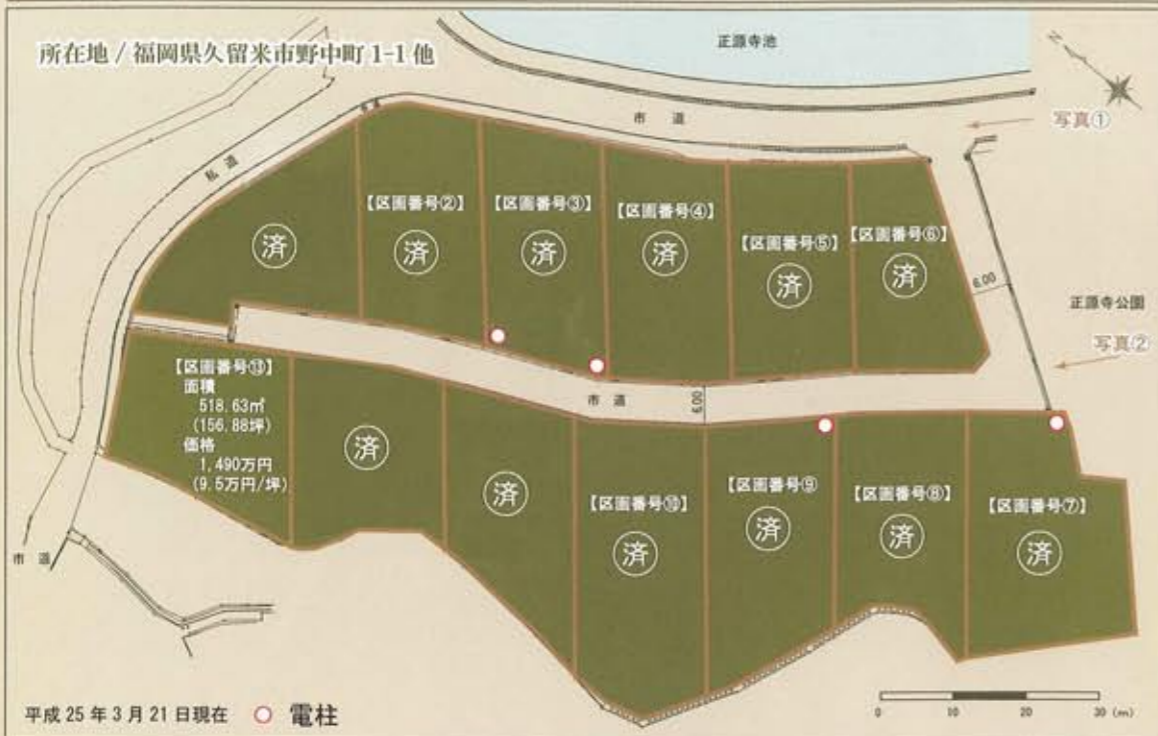 所在地 / 福岡県久留米市野中町 1-1 他
正源寺池
市 道
写真①
私 道
【区画番号②】
【区画番号③】
【区画番号④】
【区画番号⑤】
【区画番号⑥】
済
済
済
済
済
済
6.00
正源寺公園
写真②
【区画番号⑬】
面積
518.63㎡
(156.88坪)
価格
1,490万円
(9.5万円/坪)
市 道
6.00
済
済
【区画番号⑩】
済
【区画番号⑨
済
【区画番号⑧】
済
【区画番号⑦】
済
市 道
平成 25 年 3 月 21 日現在
電柱
0 10 20 30 (m)